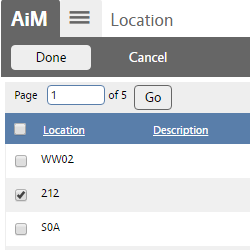 AiM Location
Done Cancel
Page 1 of 5 Go
Location Description
WW02
212
S0A